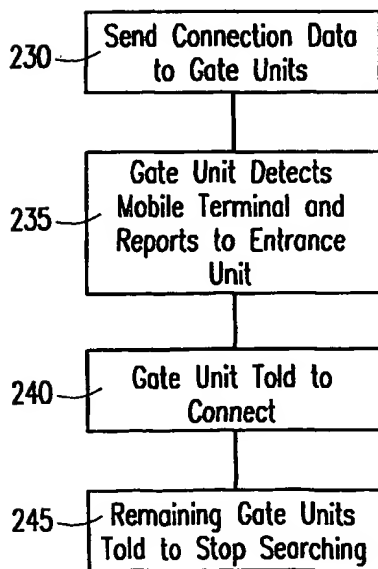 230
Send Connection Data
to Gate Units
235
Gate Unit Detects
Mobile Terminal and
Reports to Entrance
Unit
240
Gate Unit Told to
Connect
245
Remaining Gate Units
Told to Stop Searching